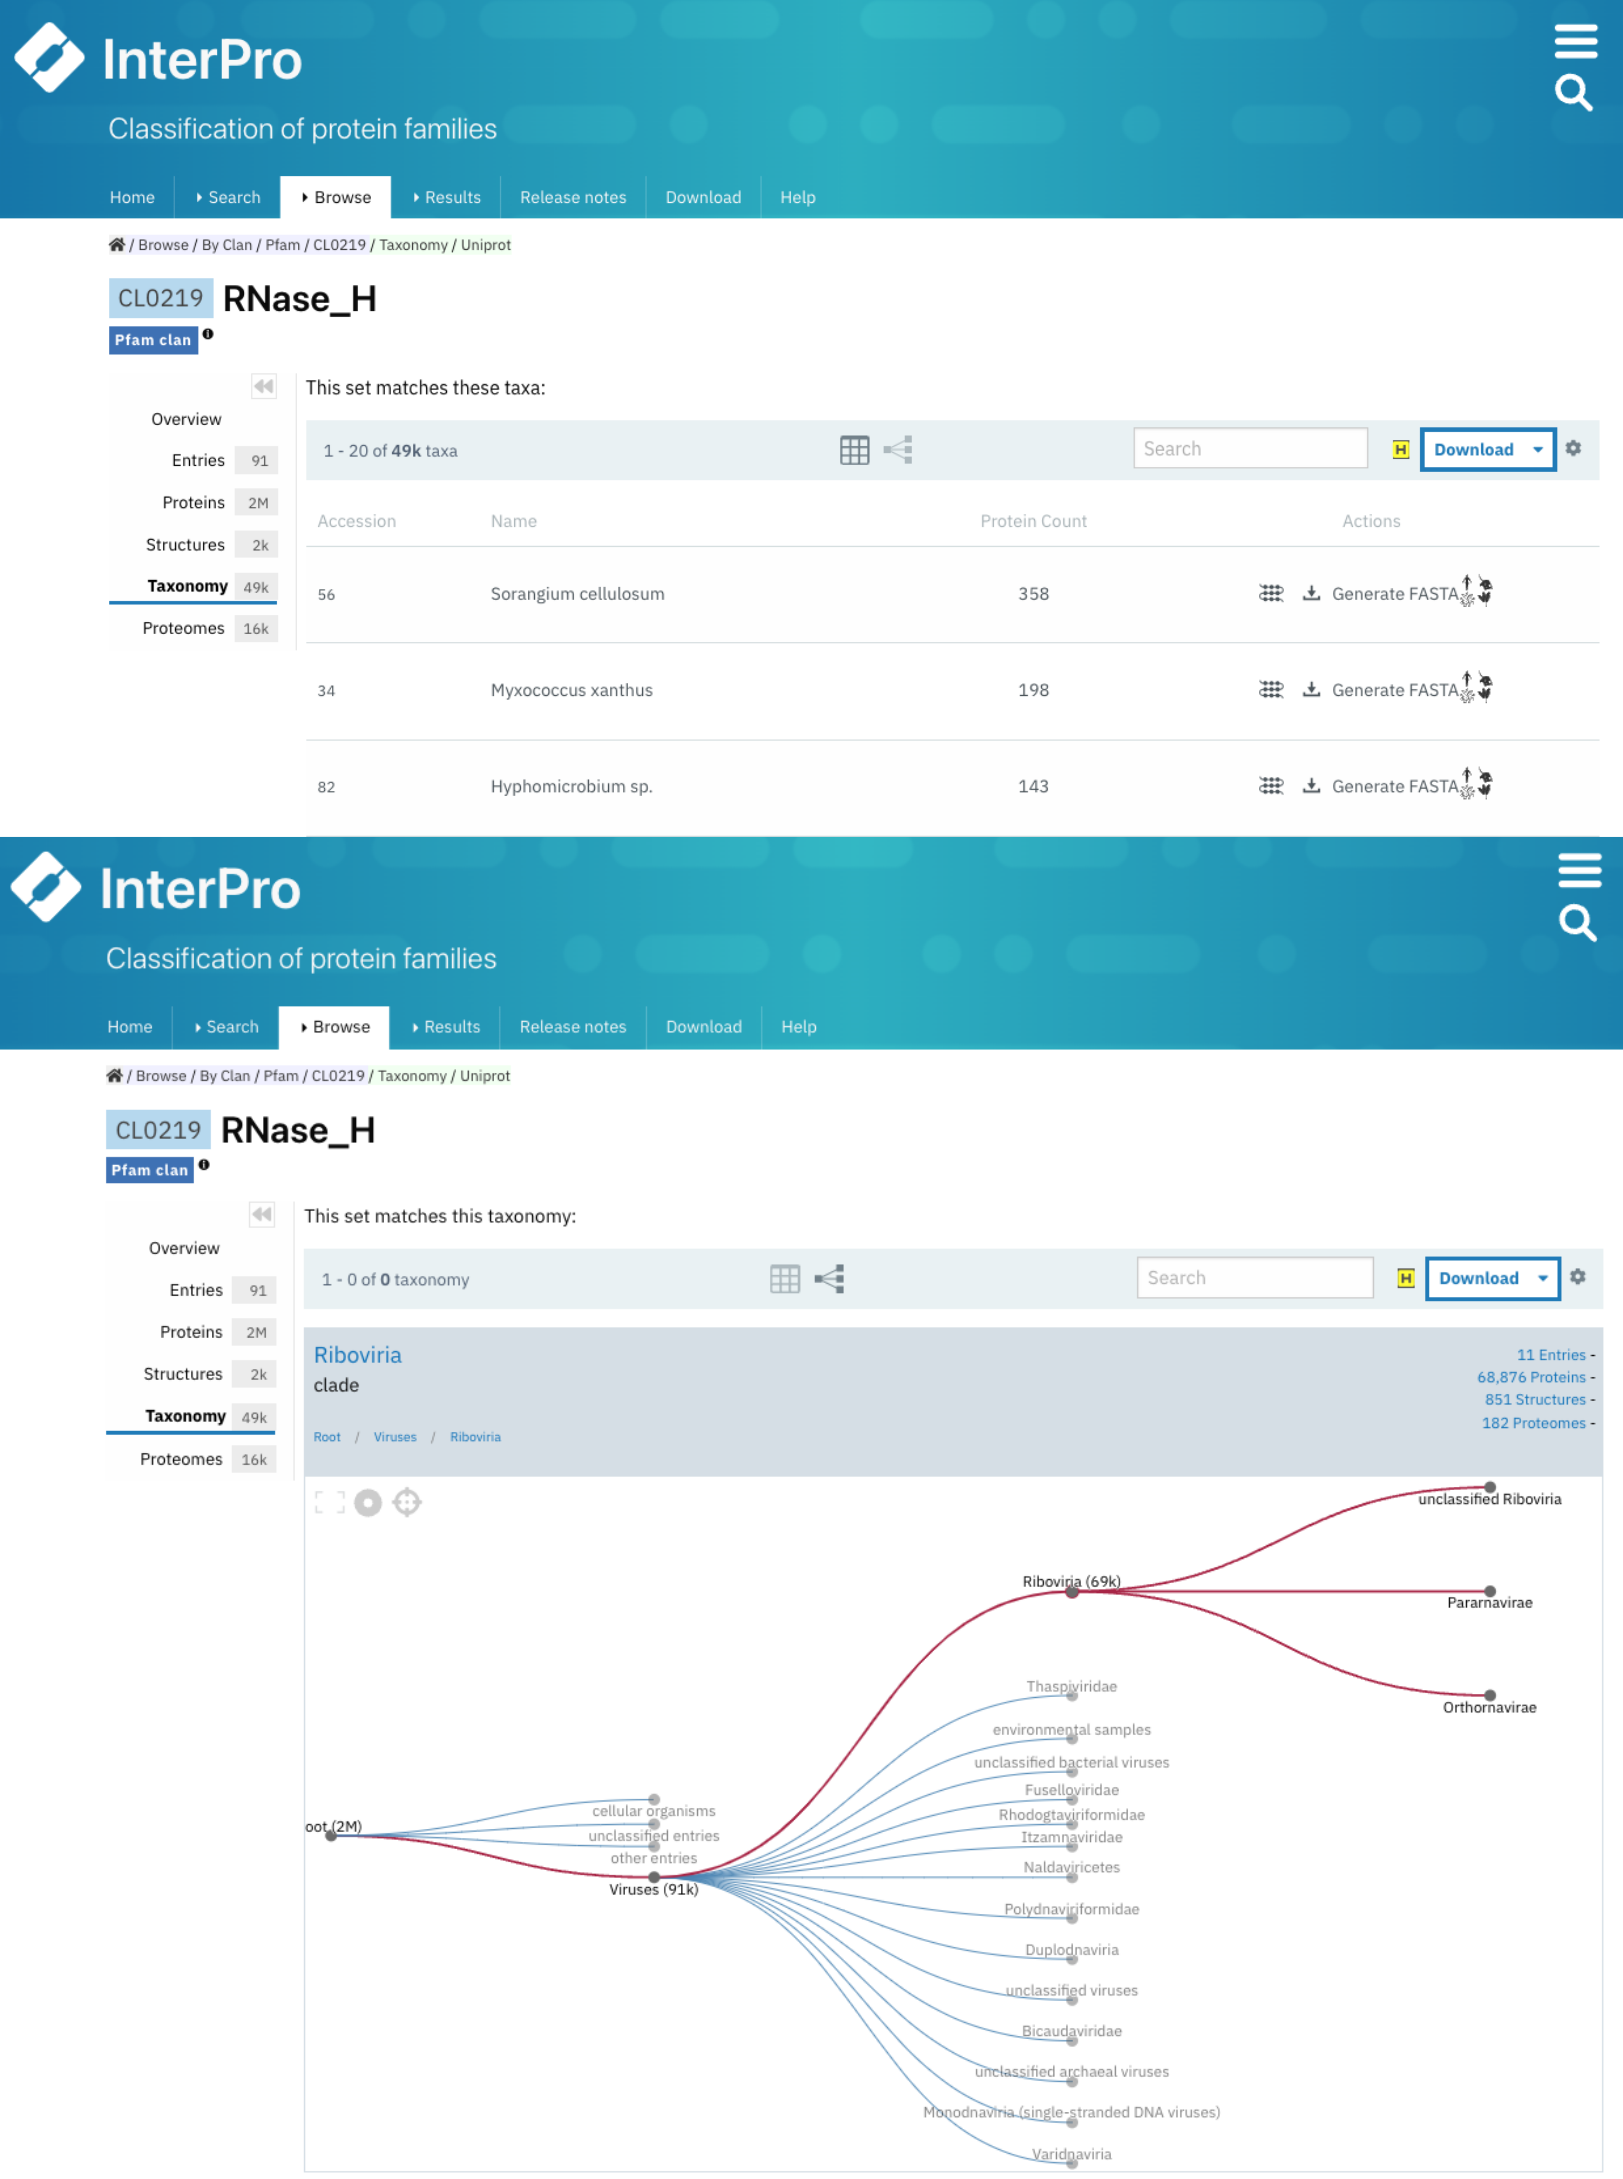 InterPro
Classification of protein families
Home Search Browse Results Release notes Download Help
/ Browse / By Clan / Pfam / CL0219 / Taxonomy / Uniprot
CL0219 RNase_H
Pfam clan
This set matches these taxa:
Overview
Entries 91
Proteins 2M
Structures 2k
Taxonomy 49k
Proteomes 16k
1 - 20 of 49k taxa
Search
H
Download
Accession Name Protein Count Actions
56 Sorangium cellulosum 358 Generate FASTA
34 Myxococcus xanthus 198 Generate FASTA
82 Hyphomicrobium sp. 143 Generate FASTA
InterPro
Classification of protein families
Home Search Browse Results Release notes Download Help
/ Browse / By Clan / Pfam / CL0219 / Taxonomy / Uniprot
CL0219 RNase_H
Pfam clan
This set matches this taxonomy:
Overview
Entries 91
Proteins 2M
Structures 2k
Taxonomy 49k
Proteomes 16k
1 - 0 of 0 taxonomy
Search
H
Download
Riboviria
clade
Root / Viruses / Riboviria
11 Entries -
68,876 Proteins -
851 Structures -
182 Proteomes -
unclassified Riboviria
Riboviria (69k)
Pararnavirae
Orthornavirae
Thaspiviridae
environmental samples
unclassified bacterial viruses
Fuselloviridae
Rhodogtaviriformidae
Itzamnaviridae
Naldaviricetes
Polydnaviriformidae
Duplodnaviria
unclassified viruses
Bicaudaviridae
unclassified archaeal viruses
Monodnaviria (single-stranded DNA viruses)
Varidnaviria
cellular organisms
oot (2M)
unclassified entries
other entries
Viruses (91k)